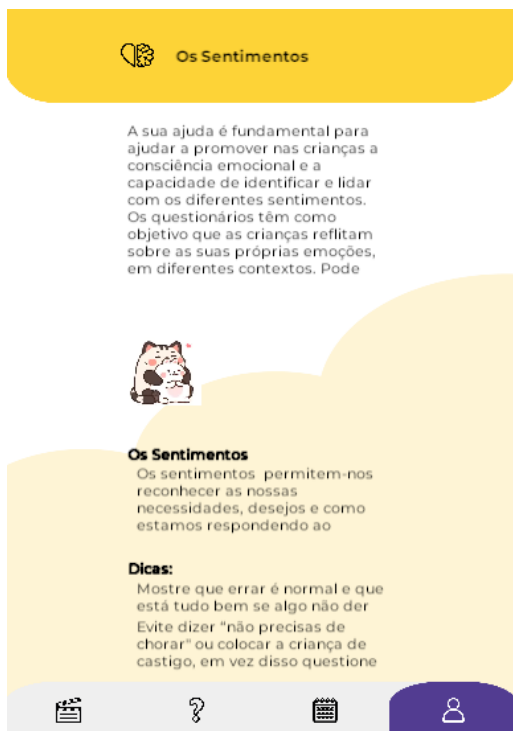 Os Sentimentos
A sua ajuda é fundamental para
ajudar a promover nas crianças a
consciência emocional e a
capacidade de identificar e lidar
com os diferentes sentimentos.
Os questionários têm como
objetivo que as crianças reflitam
sobre as suas próprias emoções,
em diferentes contextos. Pode
Os Sentimentos
Os sentimentos permitem-nos
reconhecer as nossas
necessidades, desejos e como
estamos respondendo ao
Dicas:
Mostre que errar é normal e que
está tudo bem se algo não der
Evite dizer "não precisas de
chorar" ou colocar a criança de
castigo, em vez disso questione